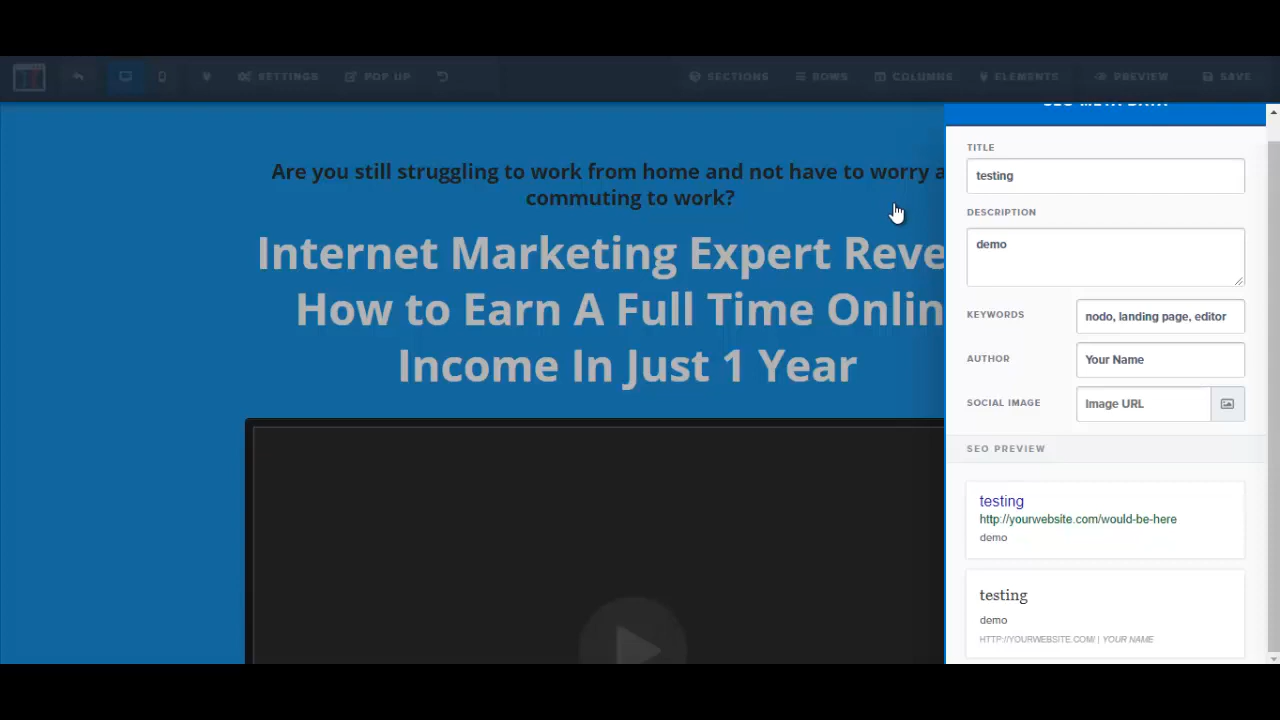 SETTINGS POP UP SECTIONS ROWS COLUMNS ELEMENTS PREVIEW SAVE
SEO META DATA
Are you still struggling to work from home and not have to worry a
commuting to work?
Internet Marketing Expert Reve
How to Earn A Full Time Onlin
Income In Just 1 Year
TITLE
testing
DESCRIPTION
demo
KEYWORDS nodo, landing page, editor
AUTHOR Your Name
SOCIAL IMAGE Image URL
SEO PREVIEW
testing
http://yourwebsite.com/would-be-here
demo
testing
demo
HTTP://YOURWEBSITE.COM/ | YOUR NAME